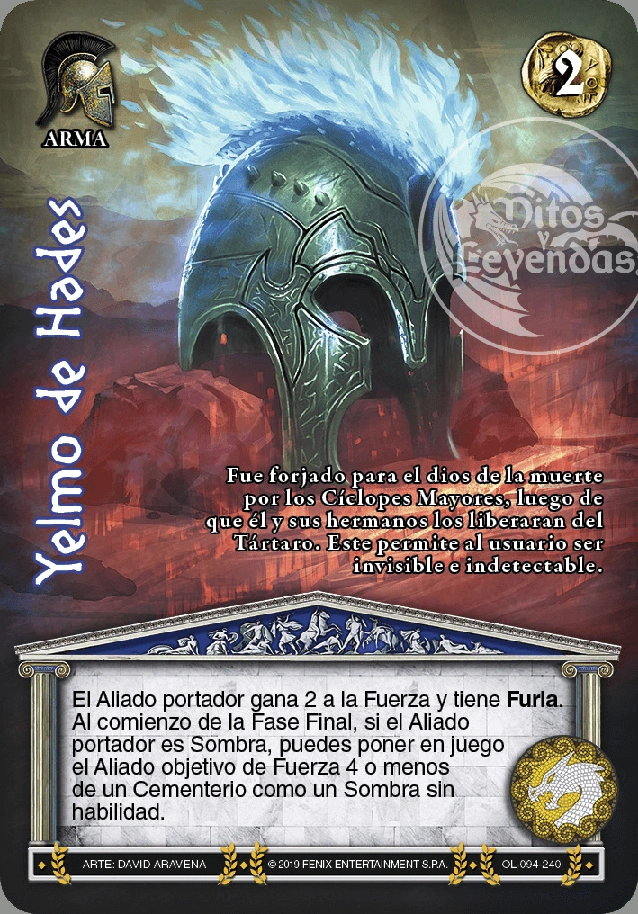 ARMA
2
Mitos
y
Leyendas
Yelmo de Hades
Fue forjado para el dios de la muerte
por los Cíclopes Mayores, luego de
que él y sus hermanos los liberaran del
Tártaro. Este permite al usuario ser
invisible e indetectable.
El Aliado portador gana 2 a la Fuerza y tiene Furia.
Al comienzo de la Fase Final, si el Aliado
portador es Sombra, puedes poner en juego
el Aliado objetivo de Fuerza 4 o menos
de un Cementerio como un Sombra sin
habilidad.
ARTE: DAVID ARAVENA
©2019 FENIX ENTERTAINMENT S.P.A.
OL 094-240